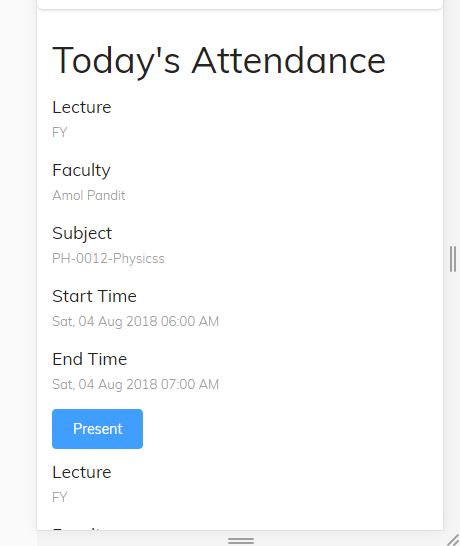 Today's Attendance
Lecture
FY
Faculty
Amol Pandit
Subject
PH-0012-Physicss
Start Time
Sat, 04 Aug 2018 06:00 AM
End Time
Sat, 04 Aug 2018 07:00 AM
Present
Lecture
FY